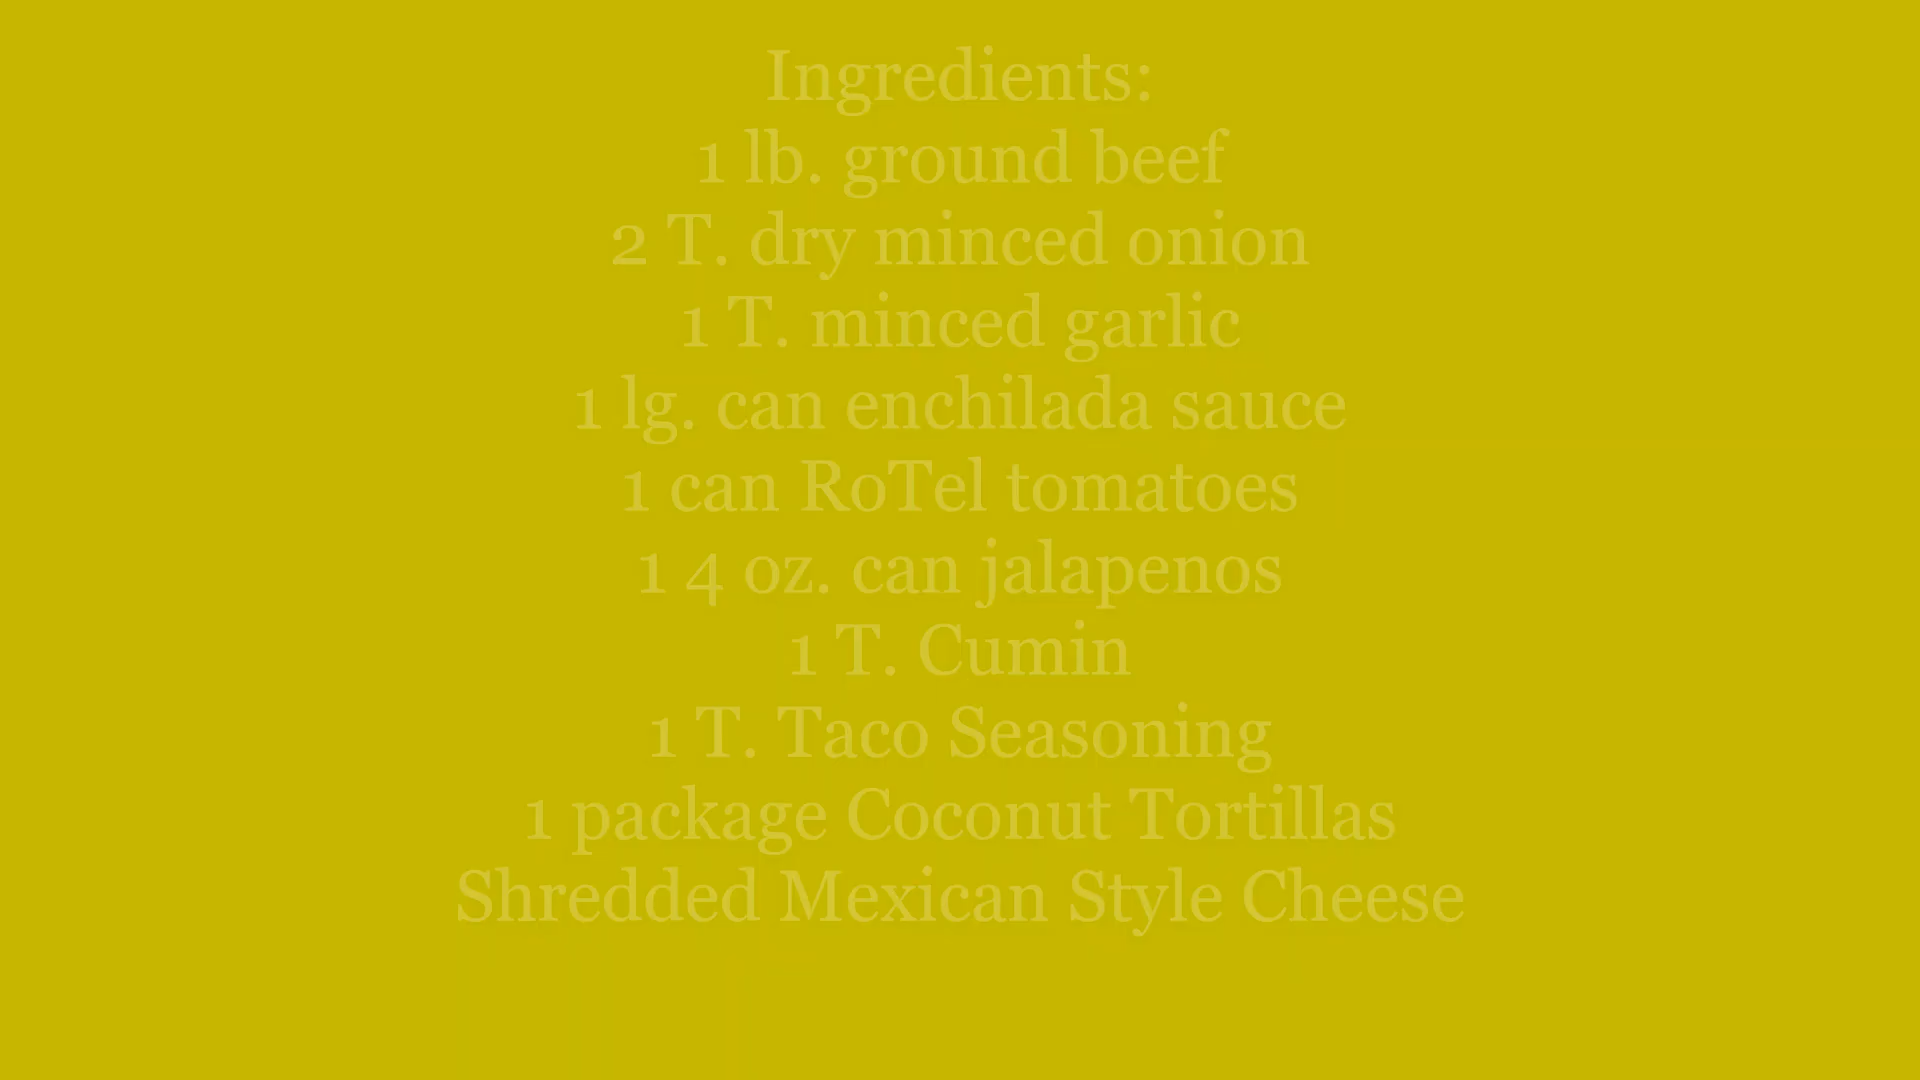 Ingredients:
1 lb. ground beef
2 T. dry minced onion
1 T. minced garlic
1 lg. can enchilada sauce
1 can RoTel tomatoes
1 4 oz. can jalapenos
1 T. Cumin
1 T. Taco Seasoning
1 package Coconut Tortillas
Shredded Mexican Style Cheese